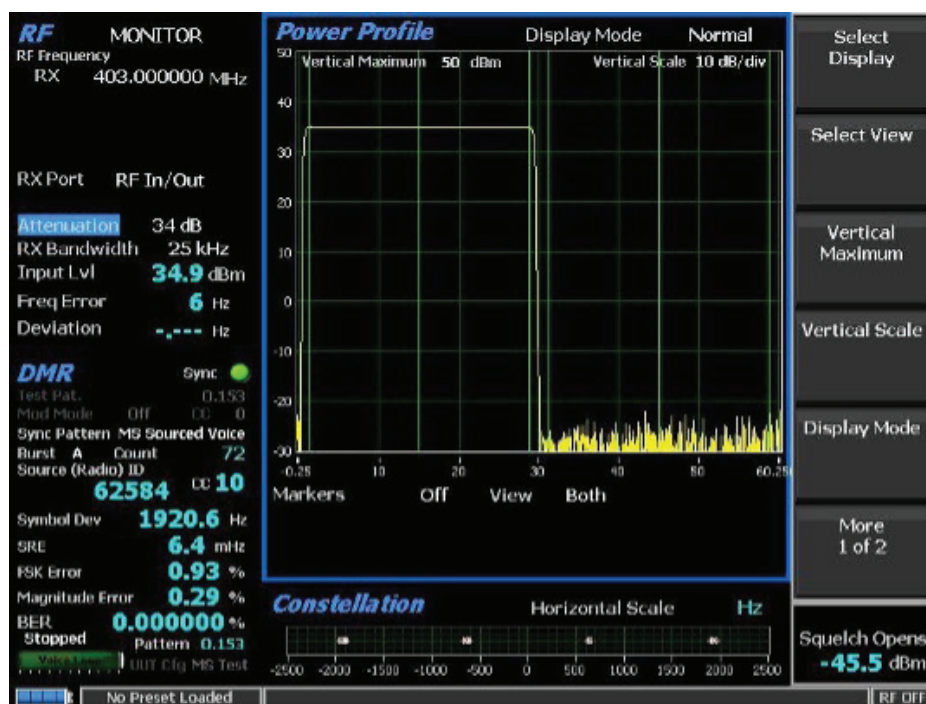 RF MONITOR
RF Frequency
RX 403.000000 MHz
RX Port RF In/Out
Attenuation 34 dB
RX Bandwidth 25 kHz
Input Lvl 34.9 dBm
Freq Error 6 Hz
Deviation -.--- Hz
DMR Sync
Test Pat. 0.153
Mod Mode Off CC 0
Sync Pattern MS Sourced Voice
Burst A Count 72
Source (Radio) ID
62584 CC 10
Symbol Dev 1920.6 Hz
SRE 6.4 mHz
FSK Error 0.93 %
Magnitude Error 0.29 %
BER 0.000000 %
Stopped Pattern 0.153
Voice Loop UUT Cfg MS Test
Power Profile Display Mode Normal
Vertical Maximum 50 dBm Vertical Scale 10 dB/div
50
40
30
20
10
0
-10
-20
-30
-0.25 10 20 30 40 50 60.25
Markers Off View Both
Constellation Horizontal Scale Hz
-2500 -2000 -1500 -1000 -500 0 500 1000 1500 2000 2500
Select
Display
Select View
Vertical
Maximum
Vertical Scale
Display Mode
More
1 of 2
Squelch Opens
-45.5 dBm
No Preset Loaded
RF OFF